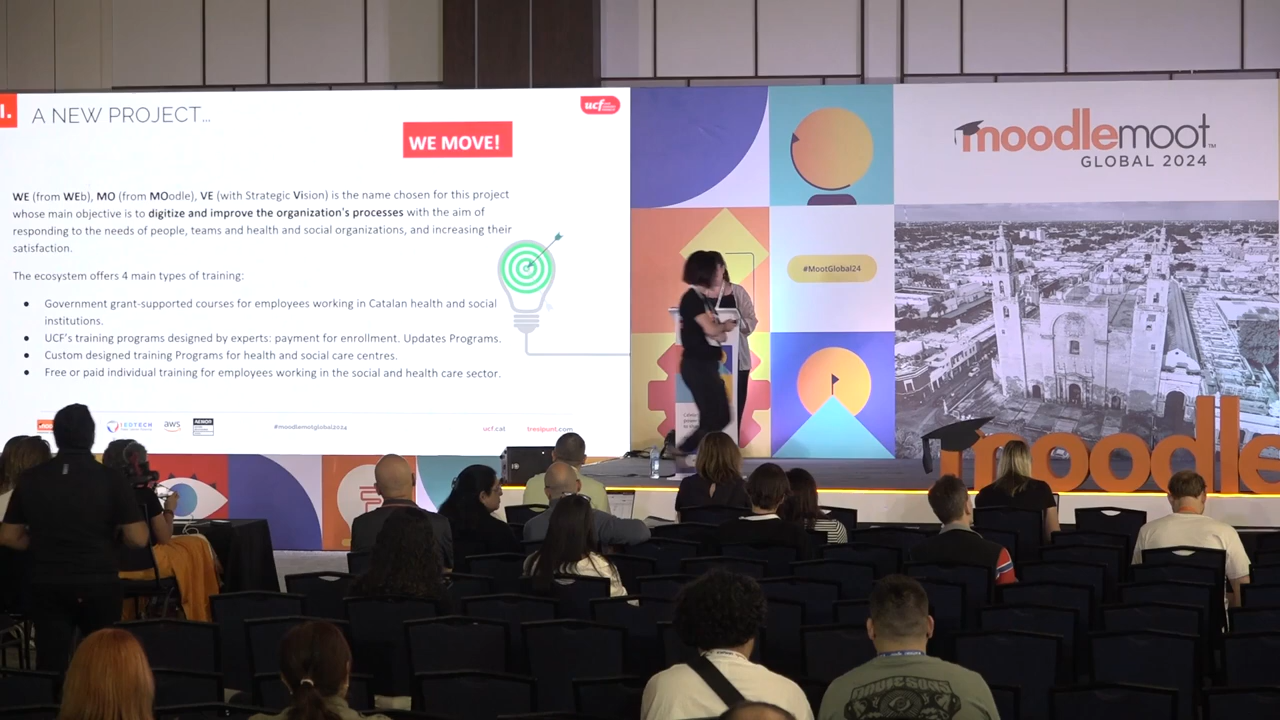 I.
A NEW PROJECT...
ucf
WE MOVE!
WE (from WEb), MO (from MOodle), VE (with Strategic Vision) is the name chosen for this project
whose main objective is to digitize and improve the organization's processes with the aim of
responding to the needs of people, teams and health and social organizations, and increasing their
satisfaction.
The ecosystem offers 4 main types of training:
● Government grant-supported courses for employees working in Catalan health and social
institutions.
● UCF's training programs designed by experts: payment for enrollment. Updates Programs.
● Custom designed training Programs for health and social care centres.
● Free or paid individual training for employees working in the social and health care sector.
1EDTECH
aws
AENOR
#moodlemotglobal2024
ucf.cat
tresipunt.com
moodlemoot
GLOBAL 2024
#MootGlobal24
moodle